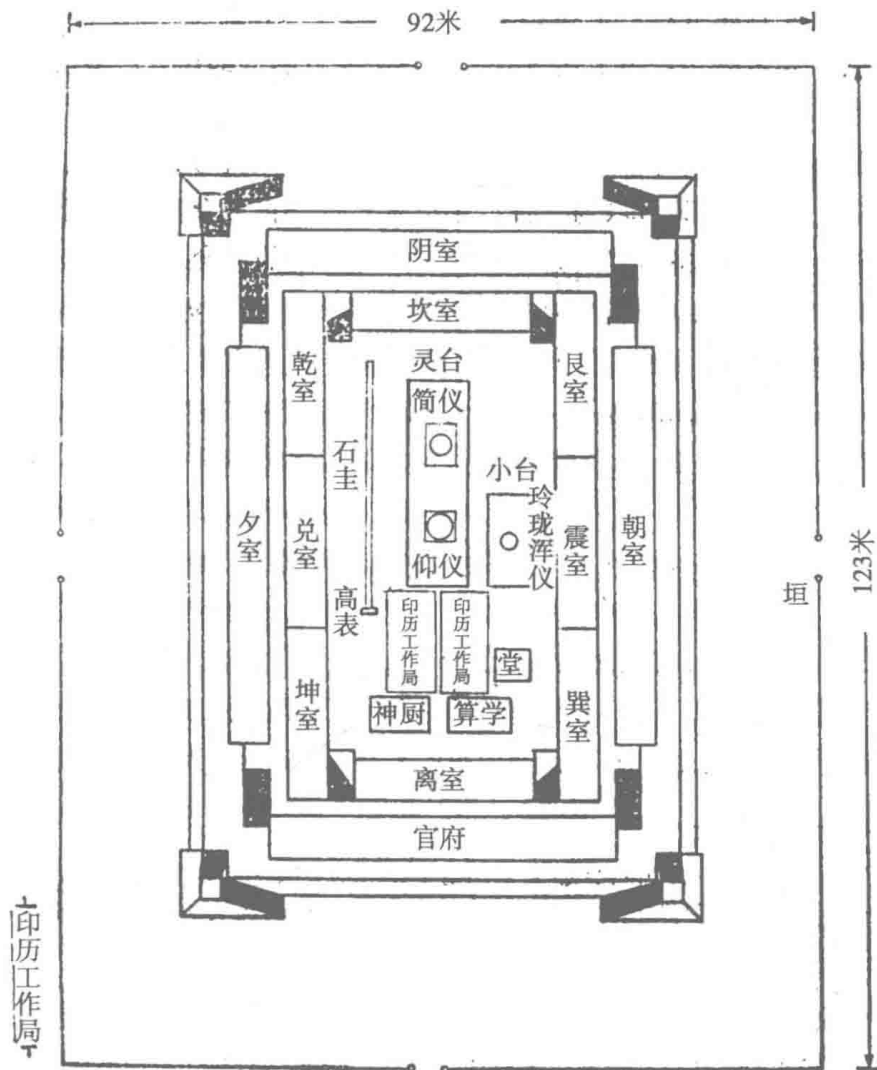 92米
阴室
坎室
乾室
灵台
艮室
简仪
石圭
小台
玲珑浑仪
夕室
兑室
震室
朝室
123米
仰仪
垣
高表
印历工作局
印历工作局
堂
坤室
神厨
算学
巽室
离室
官府
印历工作局